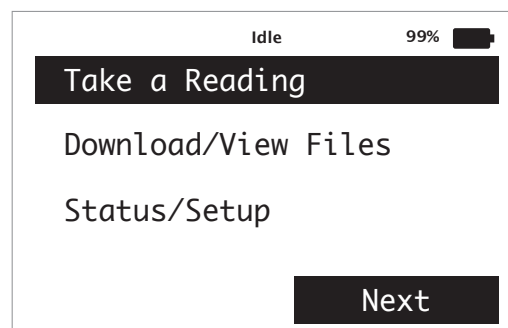 Idle 99%
Take a Reading
Download/View Files
Status/Setup
Next